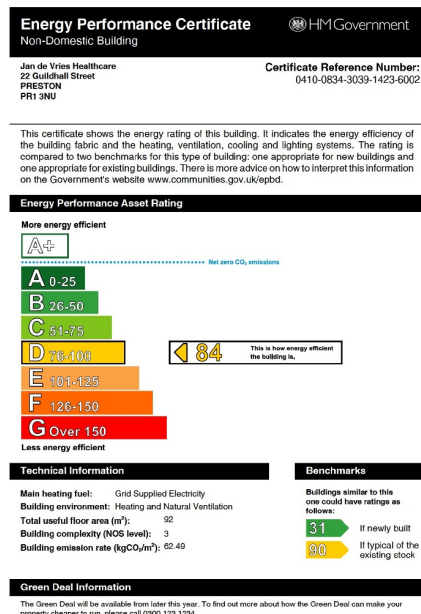 Energy Performance Certificate
Non-Domestic Building
HM Government
Jan de Vries Healthcare
22 Guildhall Street
PRESTON
PR1 3NU
Certificate Reference Number:
0410-0834-3039-1423-6002
This certificate shows the energy rating of this building. It indicates the energy efficiency of
the building fabric and the heating, ventilation, cooling and lighting systems. The rating is
compared to two benchmarks for this type of building: one appropriate for new buildings and
one appropriate for existing buildings. There is more advice on how to interpret this information
on the Government's website www.communities.gov.uk/epbd.
Energy Performance Asset Rating
More energy efficient
A+
Net zero CO₂ emissions
A 0-25
B 26-50
C 51-75
D 76-100
84
This is how energy efficient
the building is.
E 101-125
F 126-150
G Over 150
Less energy efficient
Technical Information
Main heating fuel: Grid Supplied Electricity
Building environment: Heating and Natural Ventilation
Total useful floor area (m²): 92
Building complexity (NOS level): 3
Building emission rate (kgCO₂/m²): 62.49
Benchmarks
Buildings similar to this
one could have ratings as
follows:
31 If newly built
90 If typical of the
existing stock
Green Deal Information
The Green Deal will be available from later this year. To find out more about how the Green Deal can make your
property cheaper to run, please call 0300 123 1234.